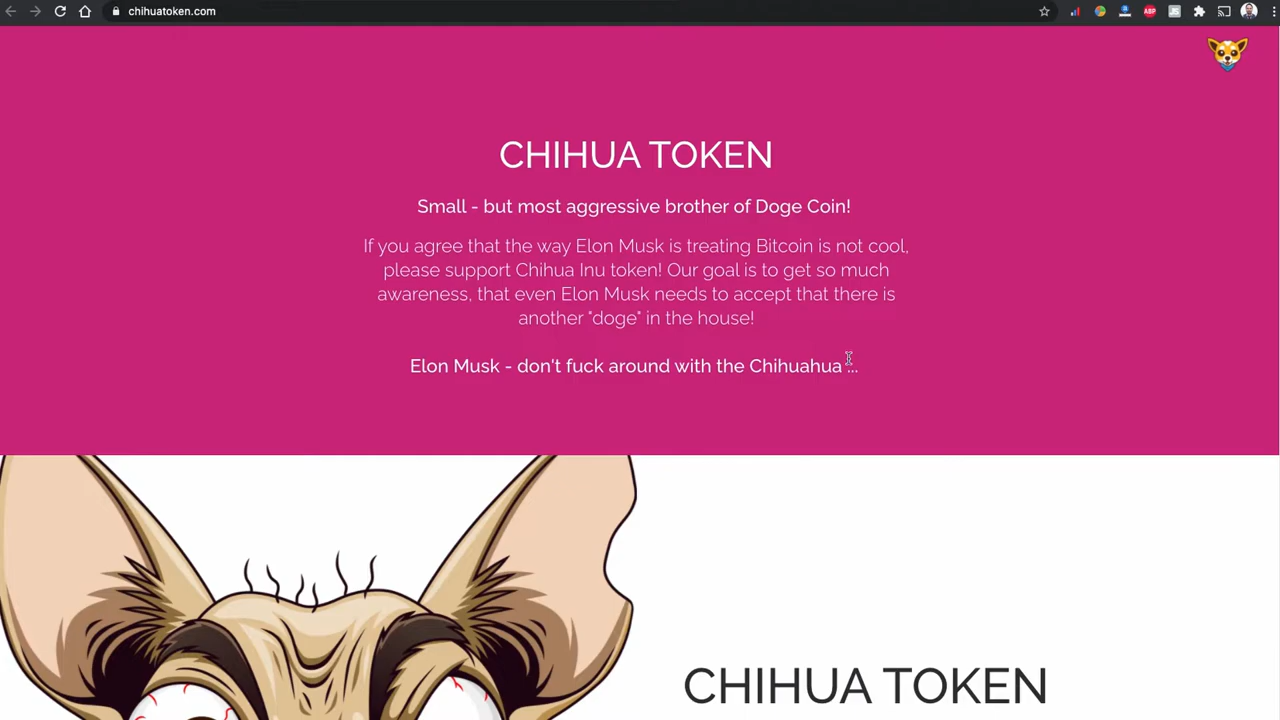 chihuatoken.com
ABP
CHIHUA TOKEN
Small - but most aggressive brother of Doge Coin!
If you agree that the way Elon Musk is treating Bitcoin is not cool,
please support Chihua Inu token! Our goal is to get so much
awareness, that even Elon Musk needs to accept that there is
another "doge" in the house!
Elon Musk - don't fuck around with the Chihuahua ...
CHIHUA TOKEN